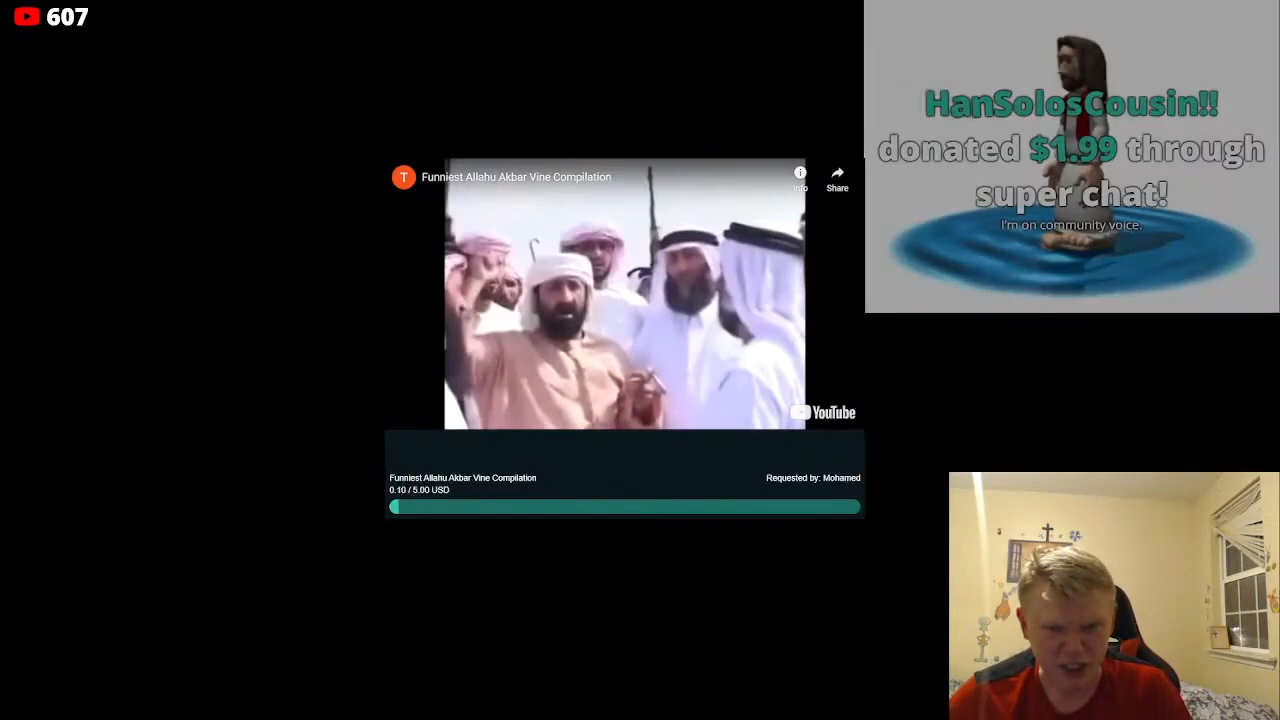 607
HanSolosCousin!!
donated $1.99 through
super chat!
I'm on community voice.
T
Funniest Allahu Akbar Vine Compilation
Info
Share
YouTube
Funniest Allahu Akbar Vine Compilation
Requested by: Mohamed
0.10 / 5.00 USD